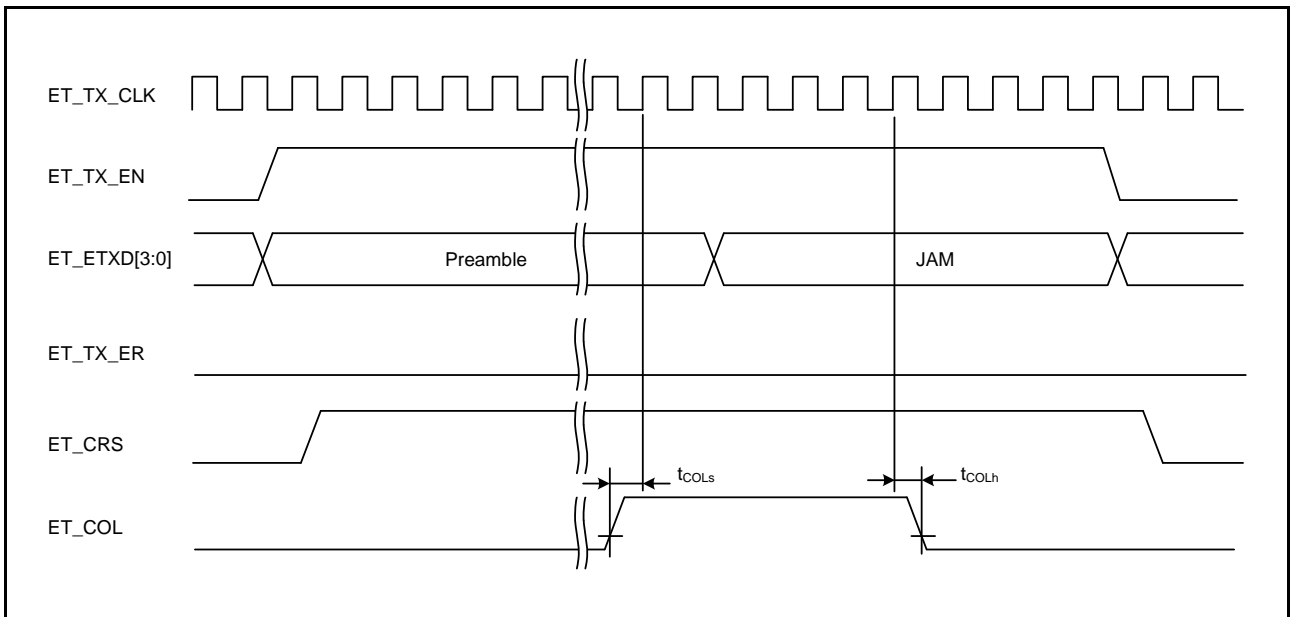 ET_TX_CLK
ET_TX_EN
ET_ETXD[3:0]
Preamble
JAM
ET_TX_ER
ET_CRS
tCOLs
tCOLh
ET_COL